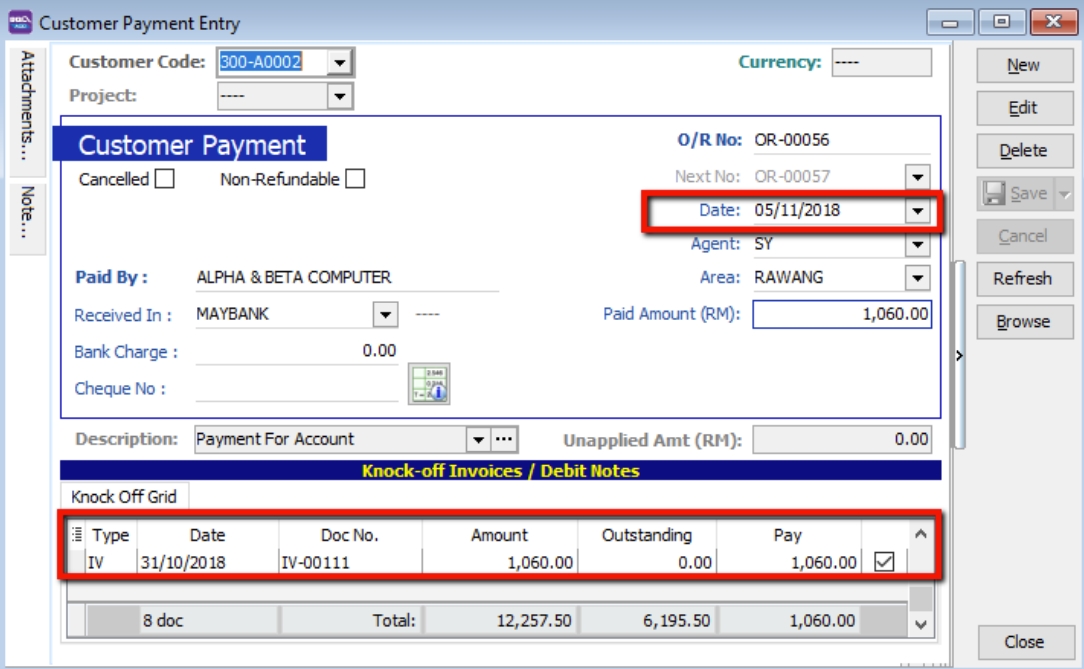 Customer Payment Entry
Attachments...
Note...
Customer Code: 300-A0002
Currency: ----
Project: ----
Customer Payment
O/R No: OR-00056
Cancelled Non-Refundable
Next No: OR-00057
Date: 05/11/2018
Agent: SY
Paid By : ALPHA & BETA COMPUTER
Area: RAWANG
Received In : MAYBANK ----
Paid Amount (RM): 1,060.00
Bank Charge : 0.00
Cheque No :
Description: Payment For Account ...
Unapplied Amt (RM): 0.00
Knock-off Invoices / Debit Notes
Knock Off Grid
Type Date Doc No. Amount Outstanding Pay
IV 31/10/2018 IV-00111 1,060.00 0.00 1,060.00
8 doc Total: 12,257.50 6,195.50 1,060.00
New
Edit
Delete
Save
Cancel
Refresh
Browse
Close